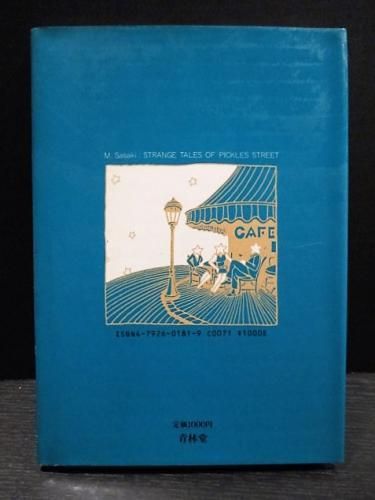 M. Sasaki : STRANGE TALES OF PICKLES STREET
CAFE
ISBN4-7926-0181-9 C0071 ¥1000E
定価1000円
青林堂